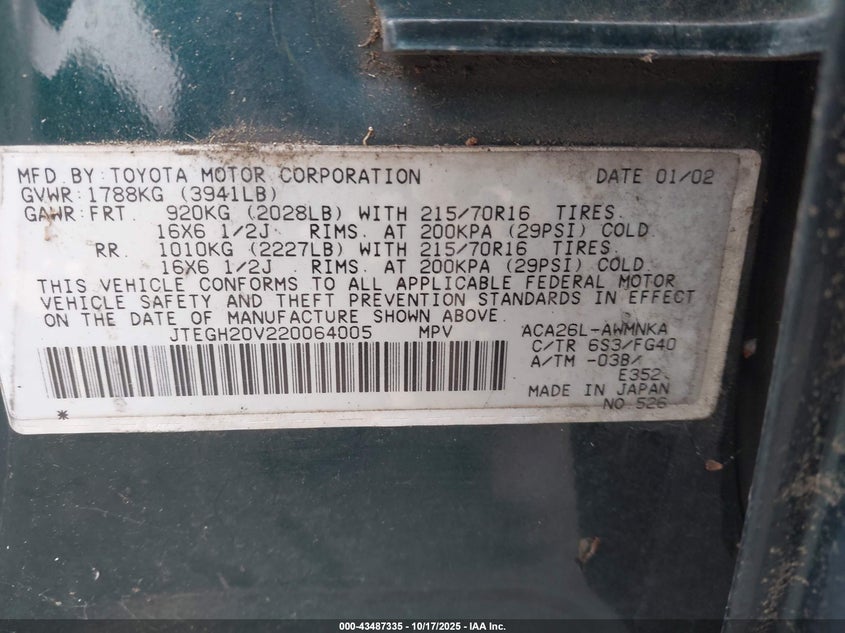 MFD BY:TOYOTA MOTOR CORPORATION DATE 01/02
GVWR:1788KG (3941LB)
GAWR:FRT. 920KG (2028LB) WITH 215/70R16 TIRES.
16X6 1/2J RIMS. AT 200KPA (29PSI) COLD
RR. 1010KG (2227LB) WITH 215/70R16 TIRES.
16X6 1/2J RIMS. AT 200KPA (29PSI) COLD.
THIS VEHICLE CONFORMS TO ALL APPLICABLE FEDERAL MOTOR
VEHICLE SAFETY AND THEFT PREVENTION STANDARDS IN EFFECT
ON THE DATE OF MANUFACTURE SHOWN ABOVE.
JTEGH20V220064005 MPV ACA26L-AWMNKA
C/TR 6S3/FG40
A/TM -03B/
E352
MADE IN JAPAN
* NO 526
000-43487335 - 10/17/2025 - IAA Inc.